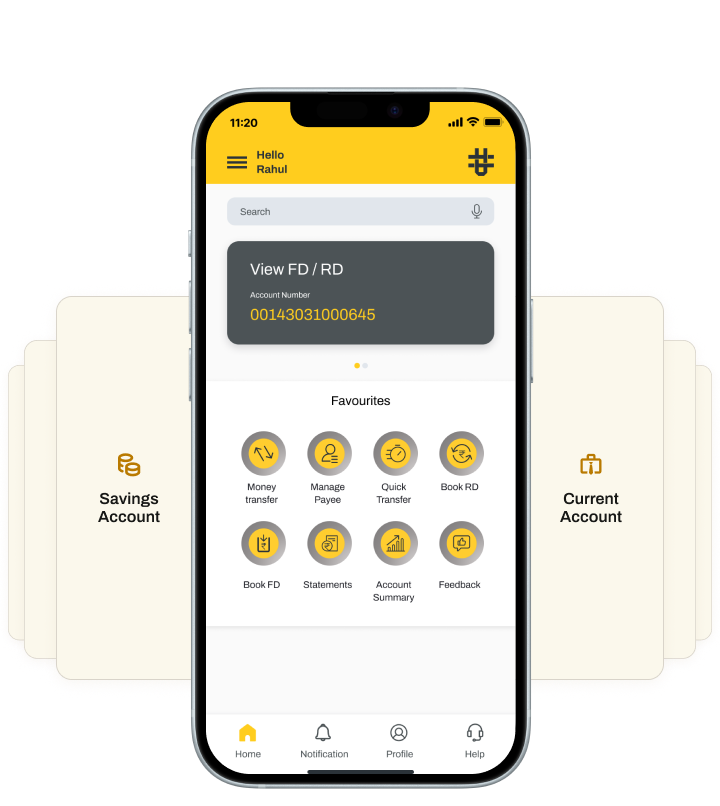 11:20
Hello
Rahul
Search
View FD / RD
Account Number
00143031000645
Favourites
Money
transfer
Manage
Payee
Quick
Transfer
Book RD
Book FD
Statements
Account
Summary
Feedback
Home
Notification
Profile
Help
Savings
Account
Current
Account